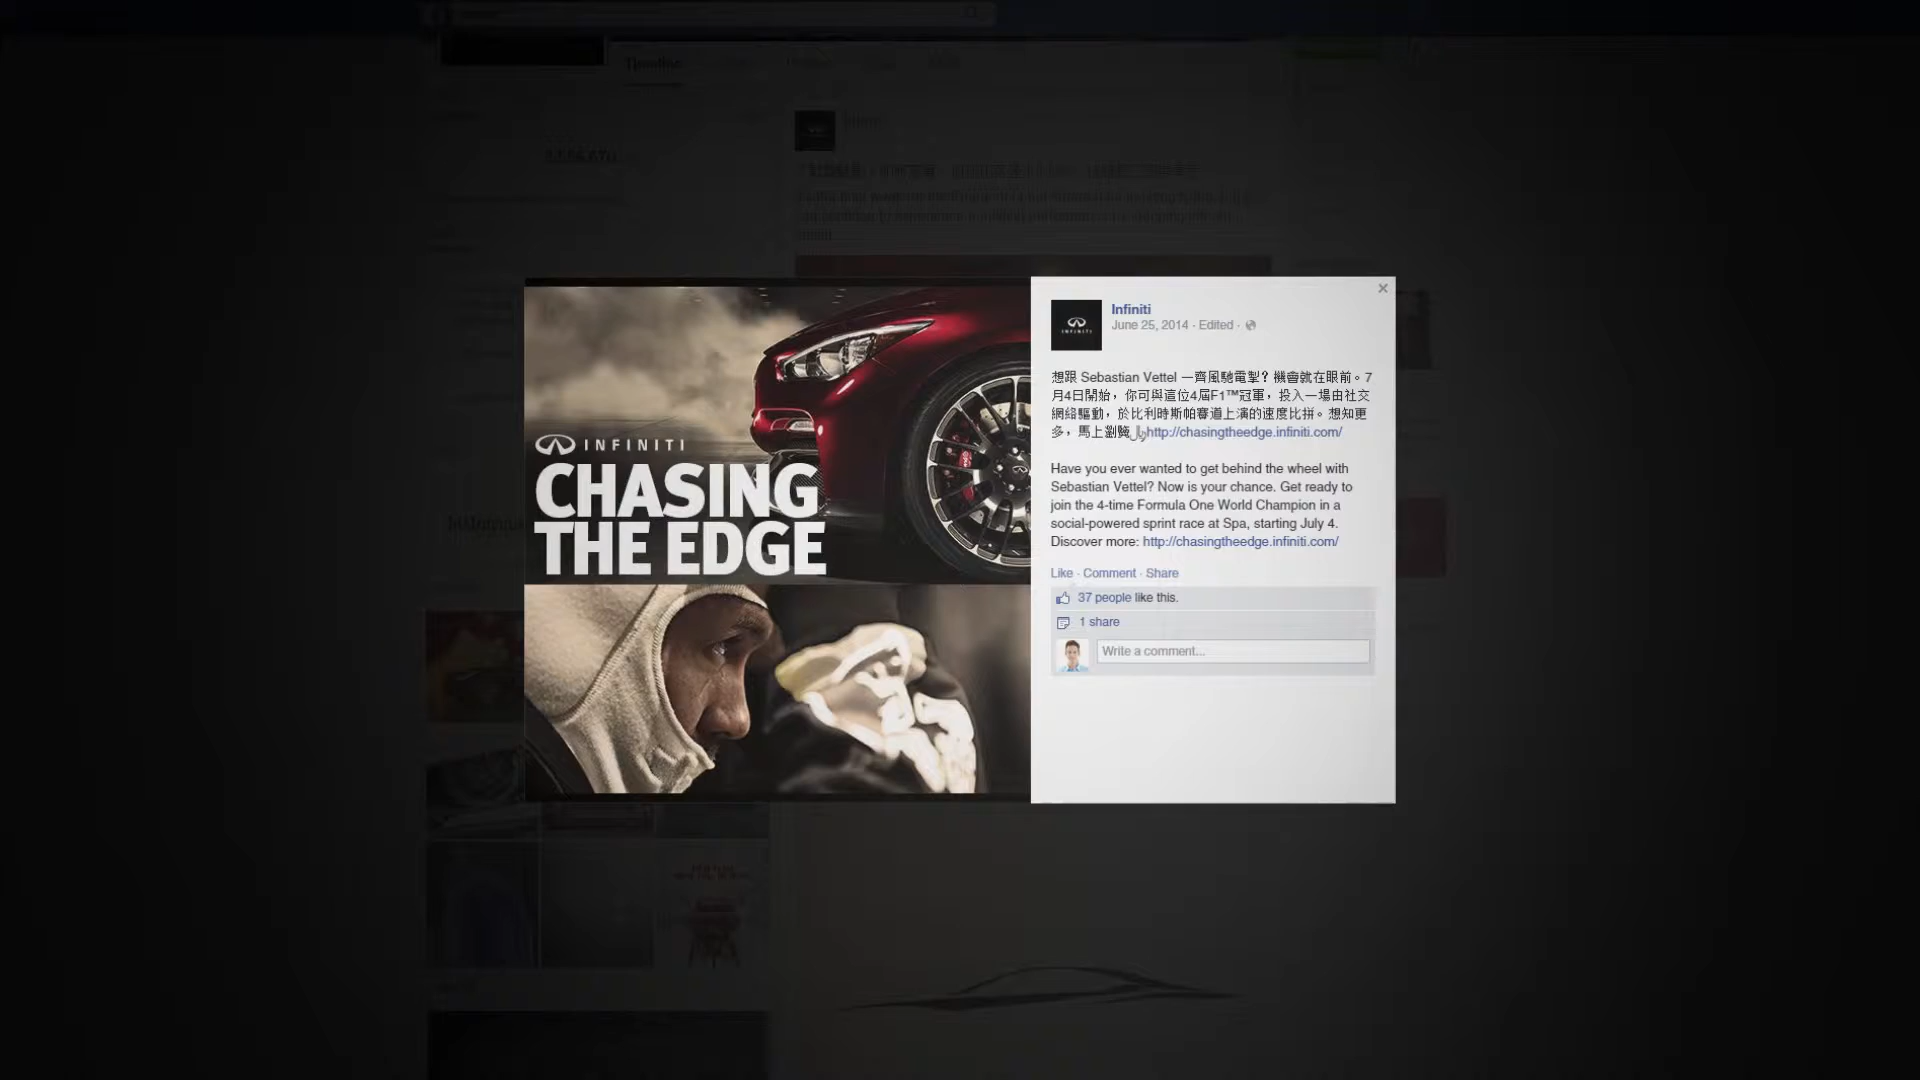 Timeline
INFINITI
CHASING
THE EDGE
INFINITI
Infiniti
June 25, 2014 · Edited ·
想跟 Sebastian Vettel 一齊風馳電掣？機會就在眼前。7
月4日開始，你可與這位4屆F1™冠軍，投入一場由社交
網絡驅動，於比利時斯帕賽道上演的速度比拼。想知更
多，馬上瀏覽 http://chasingtheedge.infiniti.com/
Have you ever wanted to get behind the wheel with
Sebastian Vettel? Now is your chance. Get ready to
join the 4-time Formula One World Champion in a
social-powered sprint race at Spa, starting July 4.
Discover more: http://chasingtheedge.infiniti.com/
Like · Comment · Share
37 people like this.
1 share
Write a comment...